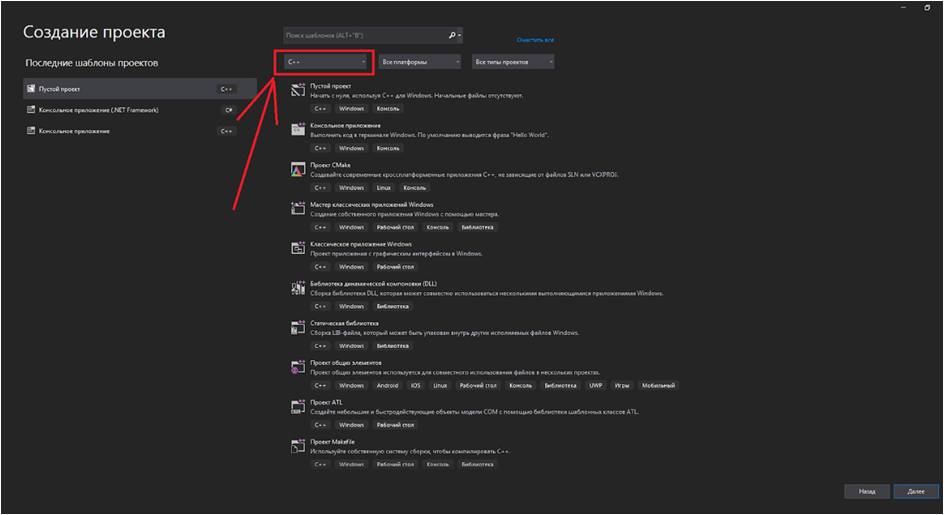 Создание проекта
Последние шаблоны проектов
Пустой проект C++
Консольное приложение (.NET Framework) C#
Консольное приложение C++
Поиск шаблонов (ALT+"B")
Очистить все
C++ Все платформы Все типы проектов
Пустой проект
Начать с нуля, используя C++ для Windows. Начальные файлы отсутствуют.
C++ Windows Консоль
Консольное приложение
Выполнить код в терминале Windows. По умолчанию выводится фраза "Hello World".
C++ Windows Консоль
Проект CMake
Создавайте современные кроссплатформенные приложения C++, не зависящие от файлов SLN или VCXPROJ.
C++ Windows Linux Консоль
Мастер классических приложений Windows
Создание собственного приложения Windows с помощью мастера.
C++ Windows Рабочий стол Консоль Библиотека
Классическое приложение Windows
Проект приложения с графическим интерфейсом в Windows.
C++ Windows Рабочий стол
Библиотека динамической компоновки (DLL)
Сборка библиотеки DLL, которая может совместно использоваться несколькими выполняющимися приложениями Windows.
C++ Windows Библиотека
Статическая библиотека
Сборка LIB-файла, который может быть упакован внутрь других исполняемых файлов Windows.
C++ Windows Библиотека
Проект общих элементов
Проект общих элементов используется для совместного использования файлов в нескольких проектах.
C++ Windows Android iOS Linux Рабочий стол Консоль Библиотека UWP Игры Мобильный
Проект ATL
Создайте небольшие и быстродействующие объекты модели COM с помощью библиотеки шаблонных классов ATL.
C++ Windows Рабочий стол
Проект Makefile
Используйте собственную систему сборки, чтобы компилировать C++.
C++ Windows Рабочий стол Консоль Библиотека
Назад Далее